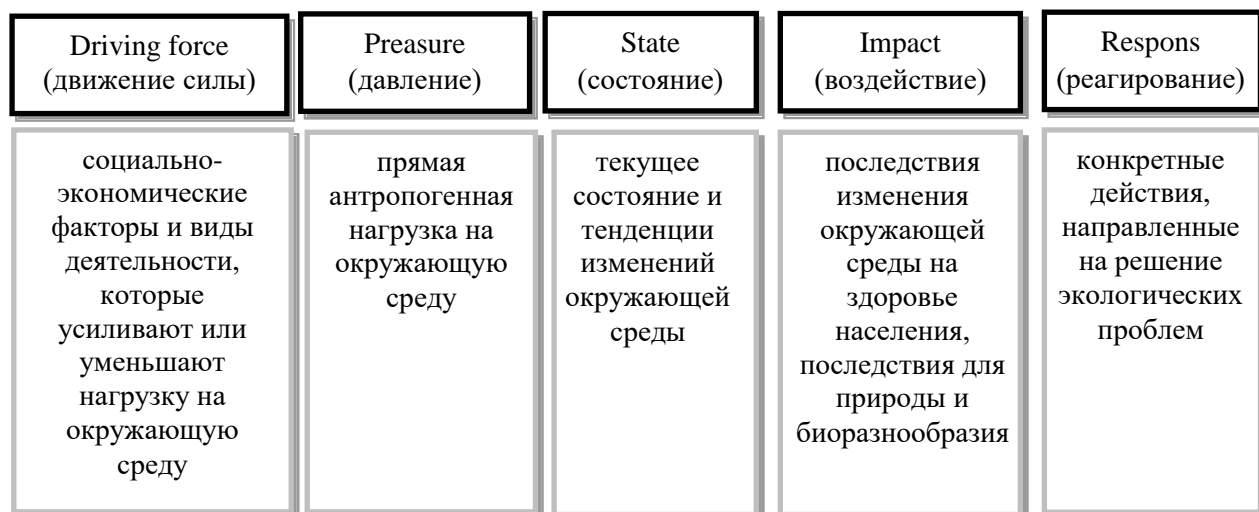 Driving force
(движение силы)
Preasure
(давление)
State
(состояние)
Impact
(воздействие)
Respons
(реагирование)
социально-
экономические
факторы и виды
деятельности,
которые
усиливают или
уменьшают
нагрузку на
окружающую
среду
прямая
антропогенная
нагрузка на
окружающую
среду
текущее
состояние и
тенденции
изменений
окружающей
среды
последствия
изменения
окружающей
среды на
здоровье
населения,
последствия для
природы и
биоразнообразия
конкретные
действия,
направленные
на решение
экологических
проблем